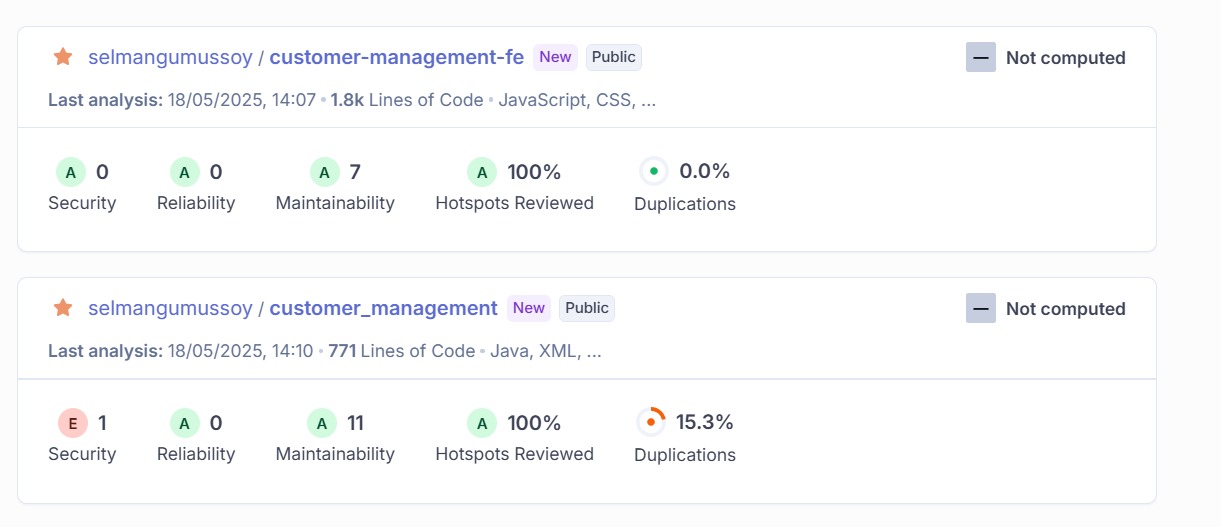 selmangumussoy / customer-management-fe New Public — Not computed
Last analysis: 18/05/2025, 14:07 • 1.8k Lines of Code • JavaScript, CSS, ...
A 0 A 0 A 7 A 100% 0.0%
Security Reliability Maintainability Hotspots Reviewed Duplications
selmangumussoy / customer_management New Public — Not computed
Last analysis: 18/05/2025, 14:10 • 771 Lines of Code • Java, XML, ...
E 1 A 0 A 11 A 100% 15.3%
Security Reliability Maintainability Hotspots Reviewed Duplications